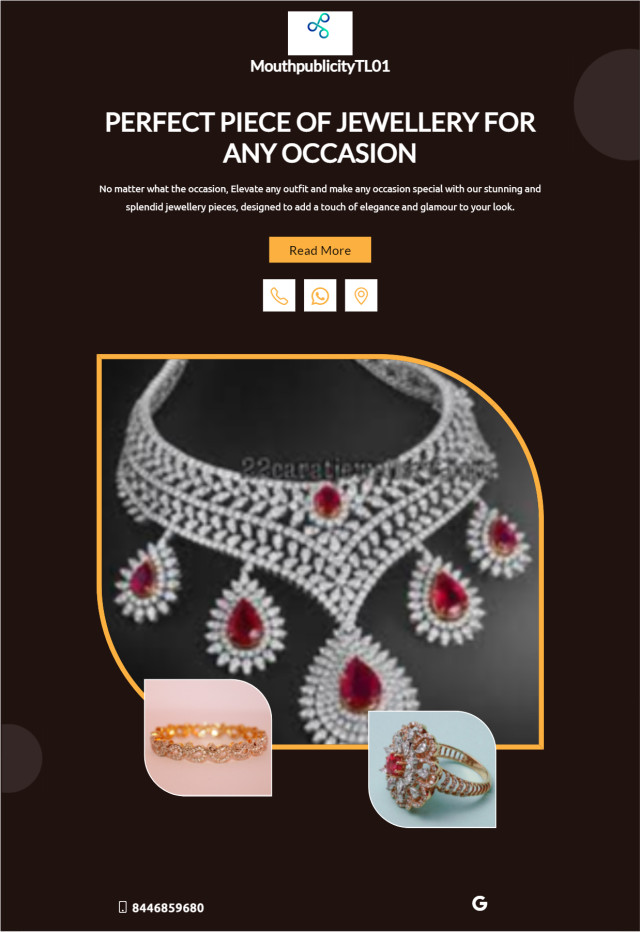 MouthpublicityTL01
PERFECT PIECE OF JEWELLERY FOR
ANY OCCASION
No matter what the occasion, Elevate any outfit and make any occasion special with our stunning and
splendid jewellery pieces, designed to add a touch of elegance and glamour to your look.
Read More
8446859680
G